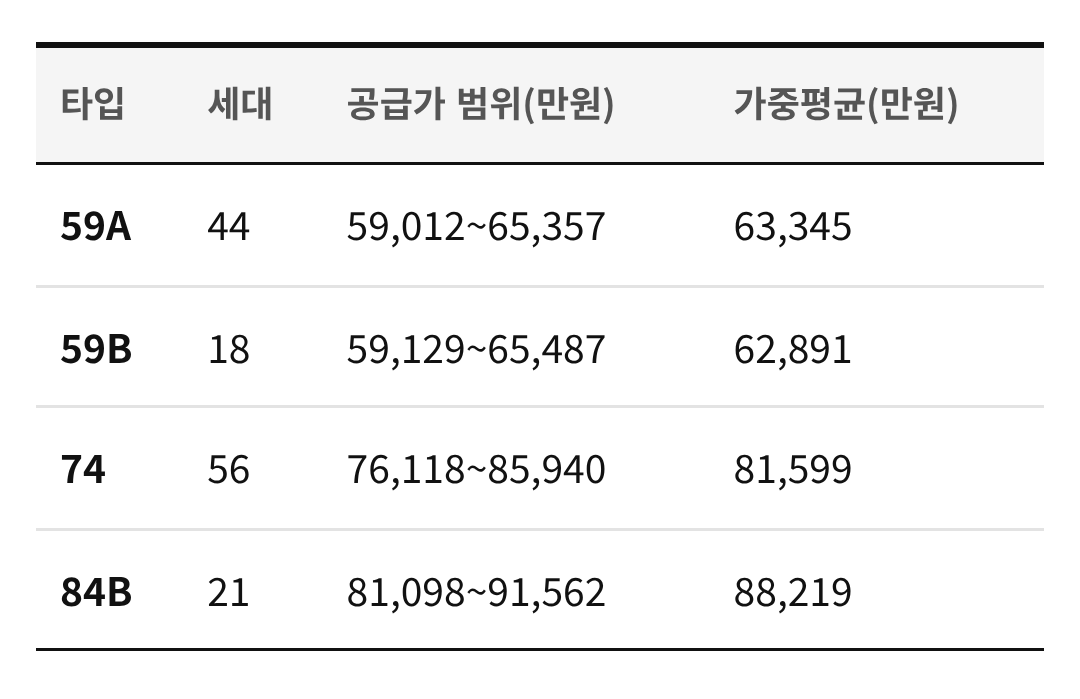 타입 세대 공급가 범위(만원) 가중평균(만원)
59A 44 59,012~65,357 63,345
59B 18 59,129~65,487 62,891
74 56 76,118~85,940 81,599
84B 21 81,098~91,562 88,219